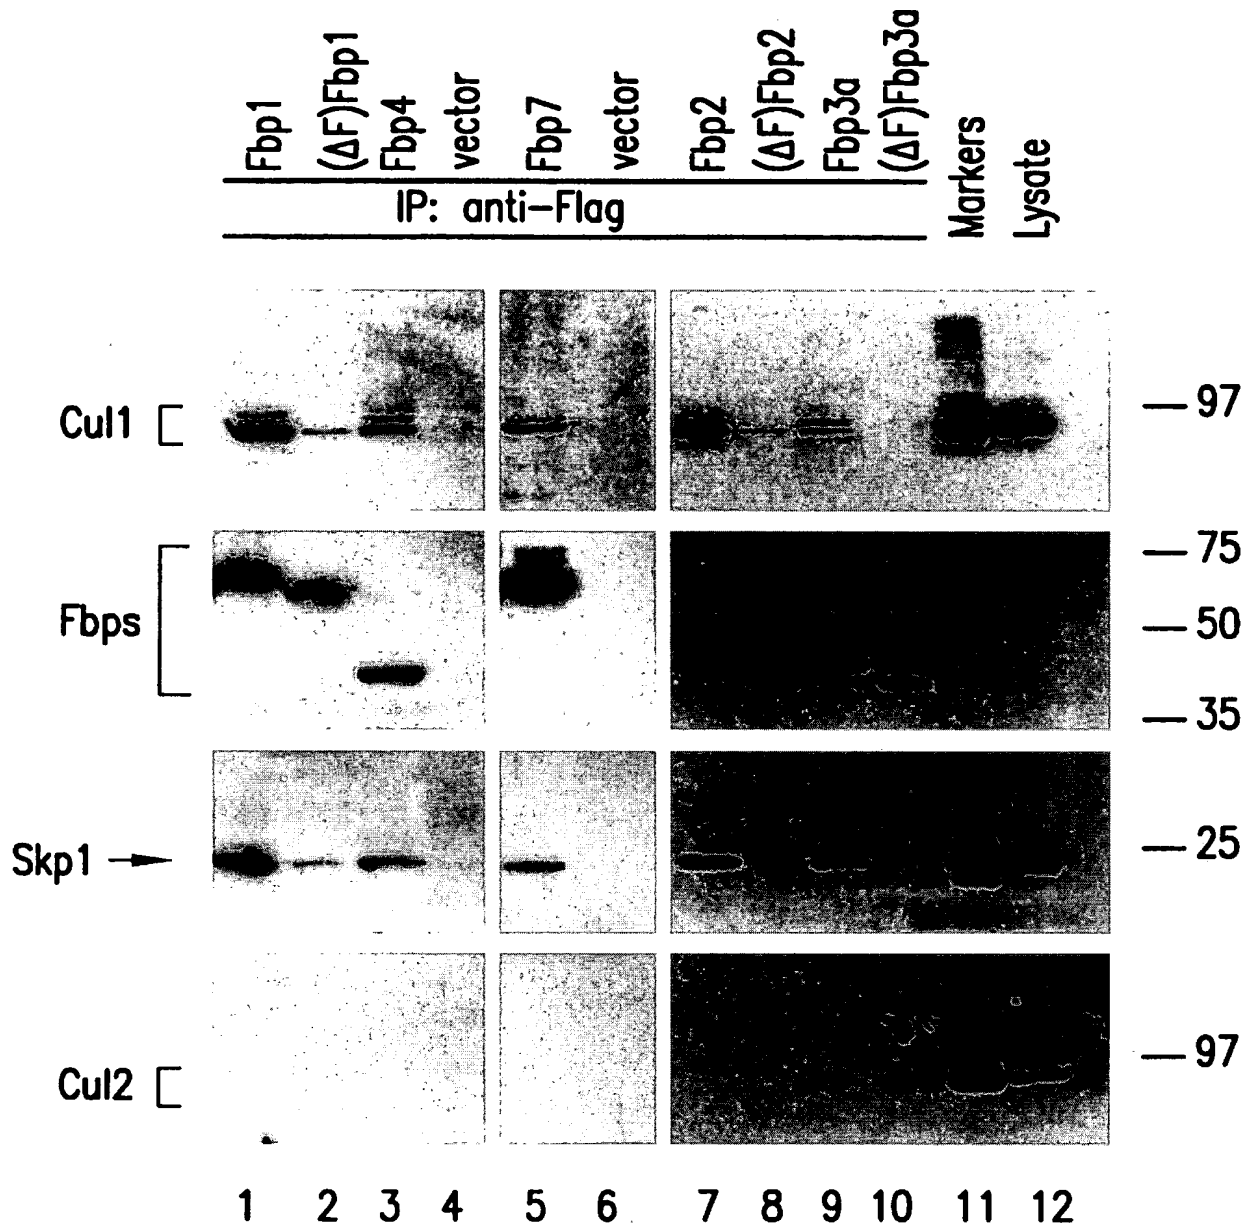 Fbp1 (ΔF)Fbp1 Fbp4 vector Fbp7 vector Fbp2 (ΔF)Fbp2 Fbp3a (ΔF)Fbp3a Markers Lysate
IP: anti-Flag
Cul1
97
Fbps
75
50
35
Skp1
25
Cul2
97
1 2 3 4 5 6 7 8 9 10 11 12